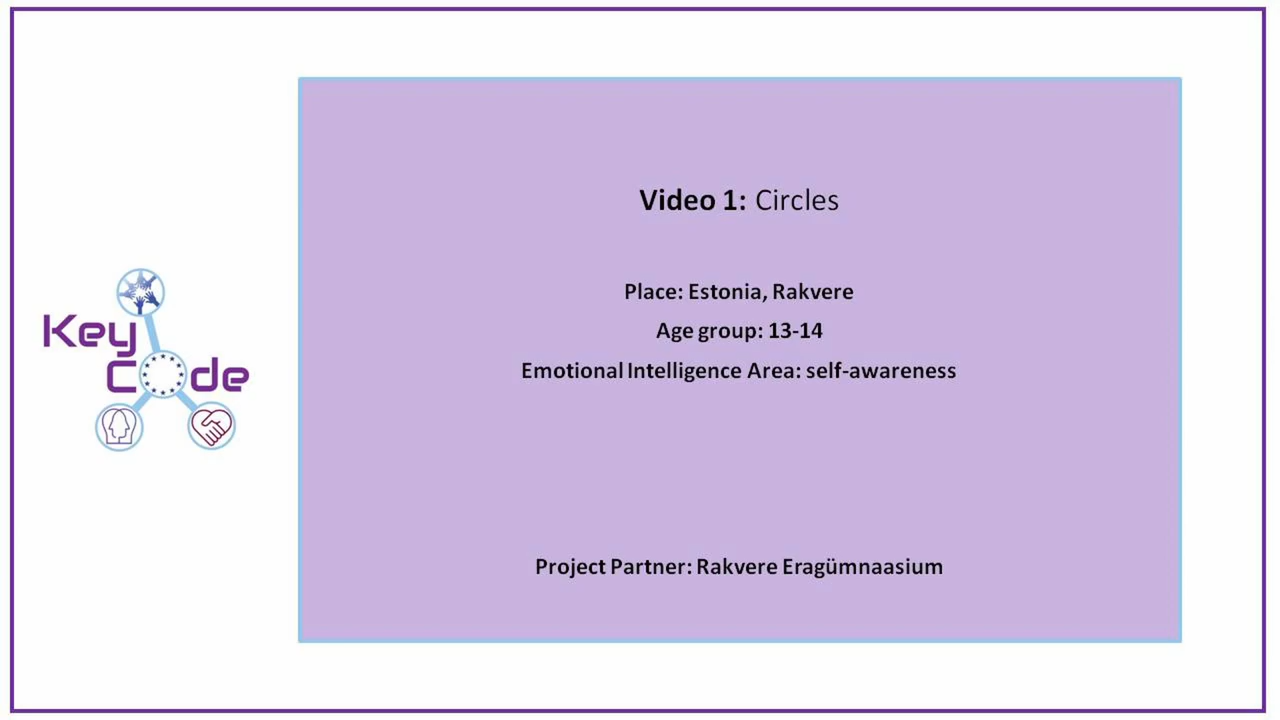 Video 1: Circles
Place: Estonia, Rakvere
Age group: 13-14
Emotional Intelligence Area: self-awareness
Project Partner: Rakvere Eragümnaasium
Key
Code